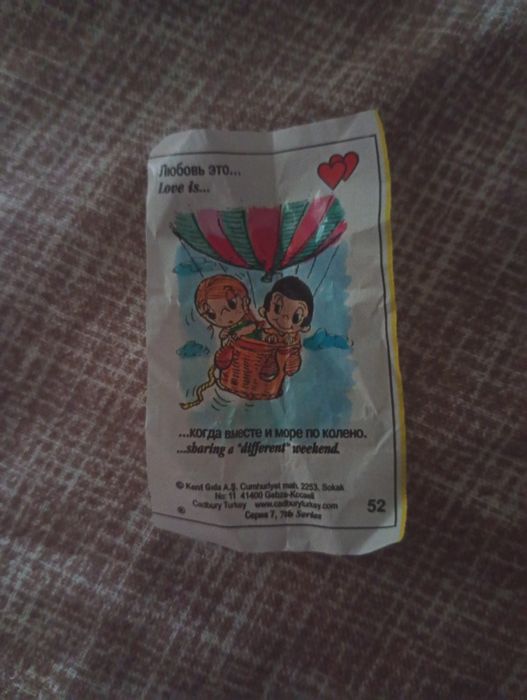 Любовь это...
Love is...
...когда вместе и море по колено.
...sharing a "different" weekend.
© Kent Gıda A.Ş. Cumhuriyet mah. 2253. Sokak
No: 11 41400 Gebze-Kocaeli
Cadbury Turkey www.cadburyturkey.com
Серия 7, 7th Series
52